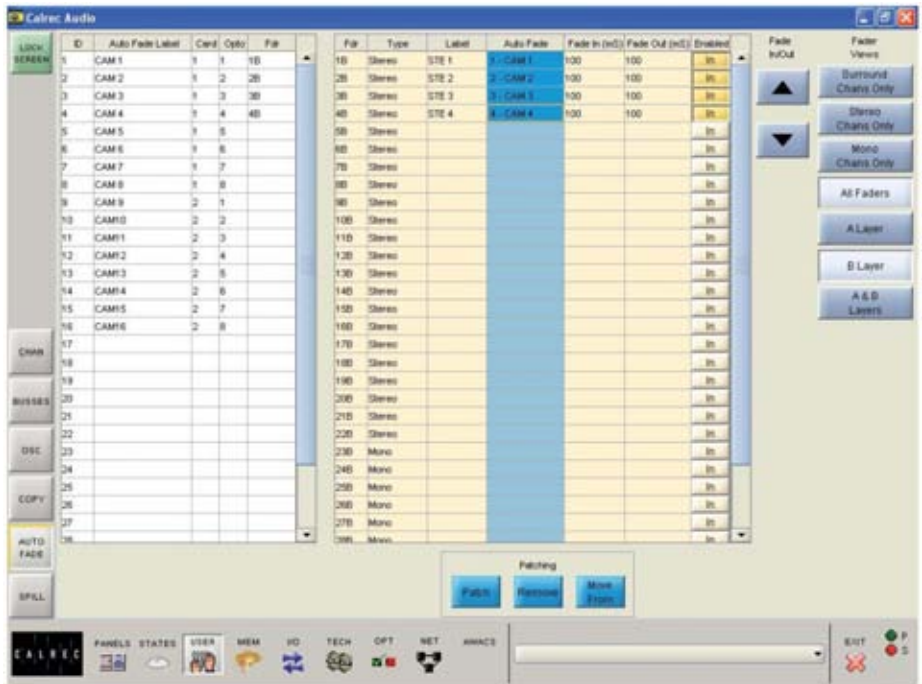 Calrec Audio
LOCK SCREEN
ID Auto Fade Label Card Opto Fdr
1 CAM 1 1 1 1B
2 CAM 2 1 2 2B
3 CAM 3 1 3 3B
4 CAM 4 1 4 4B
5 CAM 5 1 5
6 CAM 6 1 6
7 CAM 7 1 7
8 CAM 8 1 8
9 CAM 9 2 1
10 CAM10 2 2
11 CAM11 2 3
12 CAM12 2 4
13 CAM13 2 5
14 CAM14 2 6
15 CAM15 2 7
16 CAM16 2 8
17
18
19
20
21
22
23
24
25
26
27
28
Fdr Type Label Auto Fade Fade In (mS) Fade Out (mS) Enabled
1B Stereo STE 1 1 - CAM 1 100 100 In
2B Stereo STE 2 2 - CAM 2 100 100 In
3B Stereo STE 3 3 - CAM 3 100 100 In
4B Stereo STE 4 4 - CAM 4 100 100 In
5B Stereo In
6B Stereo In
7B Stereo In
8B Stereo In
9B Stereo In
10B Stereo In
11B Stereo In
12B Stereo In
13B Stereo In
14B Stereo In
15B Stereo In
16B Stereo In
17B Stereo In
18B Stereo In
19B Stereo In
20B Stereo In
21B Stereo In
22B Stereo In
23B Mono In
24B Mono In
25B Mono In
26B Mono In
27B Mono In
28B Mono In
Fade In/Out
Fader Views
Surround Chans Only
Stereo Chans Only
Mono Chans Only
All Faders
A Layer
B Layer
A & B Layers
CHAN
BUSSES
OSC
COPY
AUTO FADE
SPILL
Patching
Patch
Remove
Move From
CALREC
PANELS STATES USER MEM I/O TECH OPT NET AWACS
EXIT
P
S